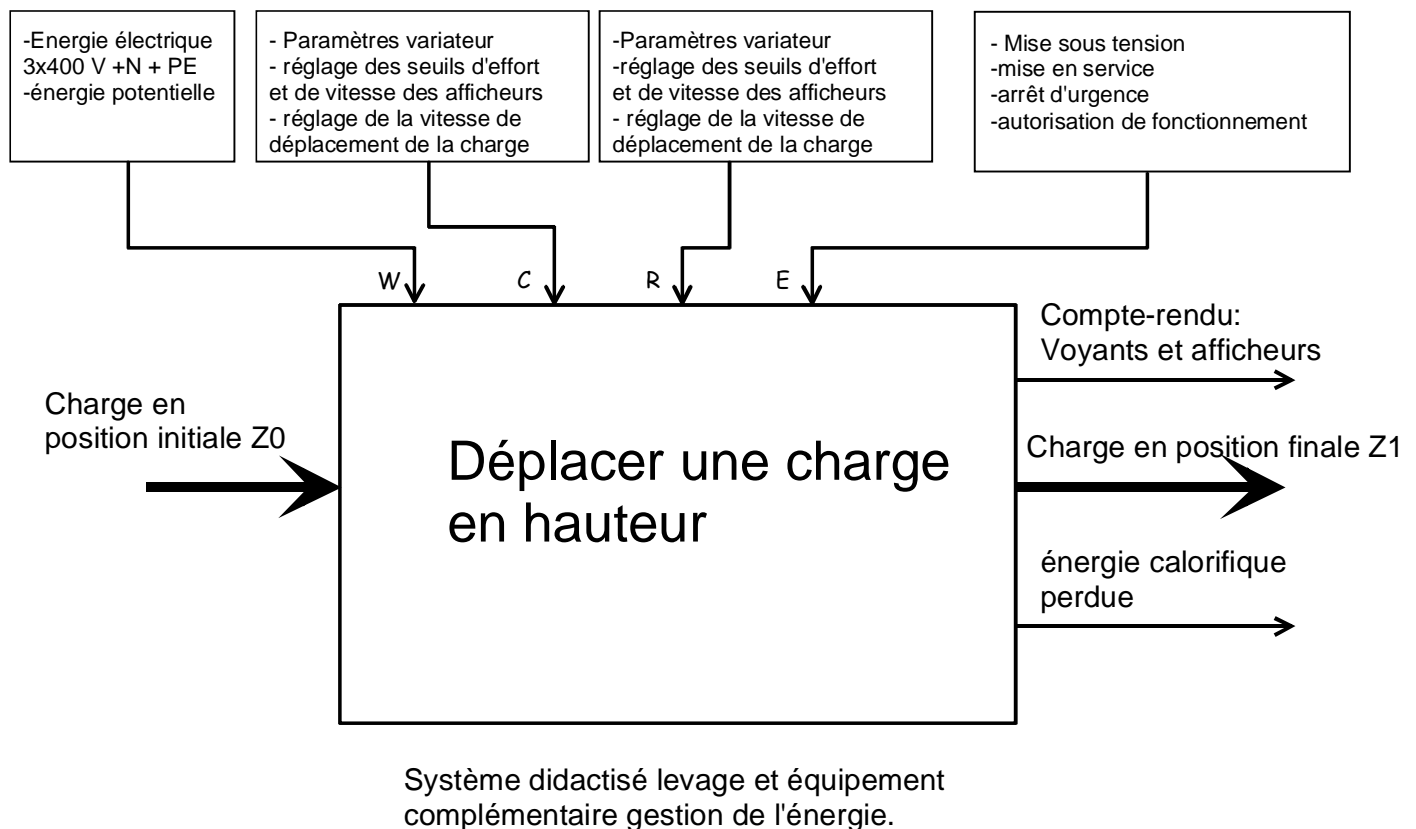 -Energie électrique
3x400 V +N + PE
-énergie potentielle
- Paramètres variateur
- réglage des seuils d'effort
et de vitesse des afficheurs
- réglage de la vitesse de
déplacement de la charge
-Paramètres variateur
-réglage des seuils d'effort
et de vitesse des afficheurs
- réglage de la vitesse de
déplacement de la charge
- Mise sous tension
-mise en service
-arrêt d'urgence
-autorisation de fonctionnement
W
C
R
E
Charge en
position initiale Z0
Déplacer une charge
en hauteur
Compte-rendu:
Voyants et afficheurs
Charge en position finale Z1
énergie calorifique
perdue
Système didactisé levage et équipement
complémentaire gestion de l'énergie.